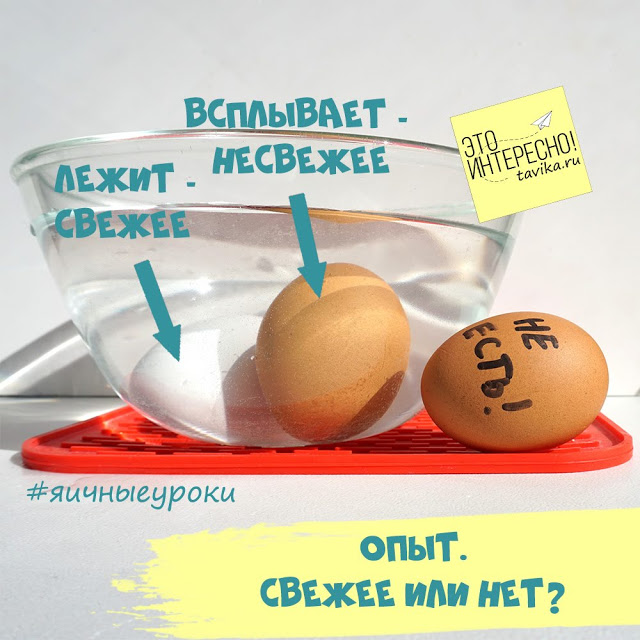 ВСПЛЫВАЕТ -
НЕСВЕЖЕЕ
ЛЕЖИТ -
СВЕЖЕЕ
ЭТО
ИНТЕРЕСНО!
tavika.ru
НЕ
ЕСТЬ!
#яичныеуроки
ОПЫТ.
СВЕЖЕЕ ИЛИ НЕТ?